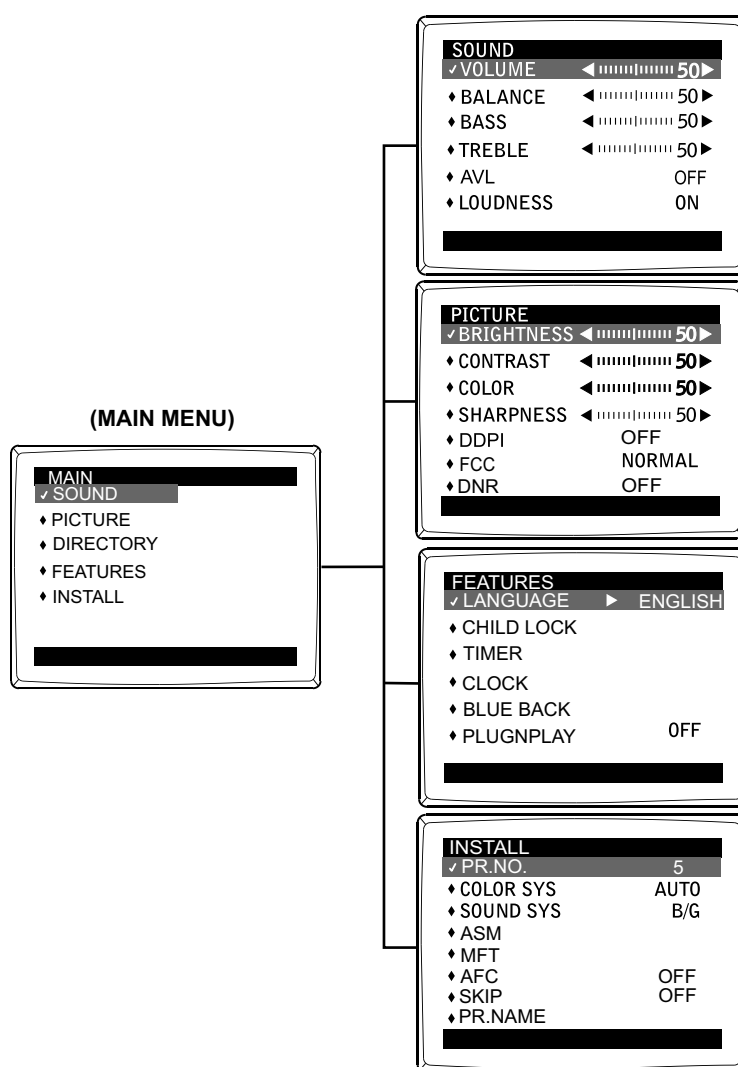 (MAIN MENU)
MAIN
SOUND
PICTURE
DIRECTORY
FEATURES
INSTALL
SOUND
VOLUME 50
BALANCE 50
BASS 50
TREBLE 50
AVL OFF
LOUDNESS ON
PICTURE
BRIGHTNESS 50
CONTRAST 50
COLOR 50
SHARPNESS 50
DDPI OFF
FCC NORMAL
DNR OFF
FEATURES
LANGUAGE ENGLISH
CHILD LOCK
TIMER
CLOCK
BLUE BACK
PLUGNPLAY OFF
INSTALL
PR.NO. 5
COLOR SYS AUTO
SOUND SYS B/G
ASM
MFT
AFC OFF
SKIP OFF
PR.NAME